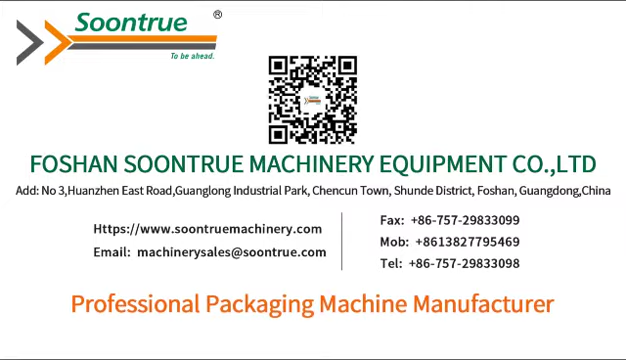 Soontrue®
To be ahead.
Soontrue
FOSHAN SOONTRUE MACHINERY EQUIPMENT CO.,LTD
Add: No 3,Huanzhen East Road,Guanglong Industrial Park, Chencun Town, Shunde District, Foshan, Guangdong,China
Https://www.soontruemachinery.com
Email: machinerysales@soontrue.com
Fax: +86-757-29833099
Mob: +8613827795469
Tel: +86-757-29833098
Professional Packaging Machine Manufacturer